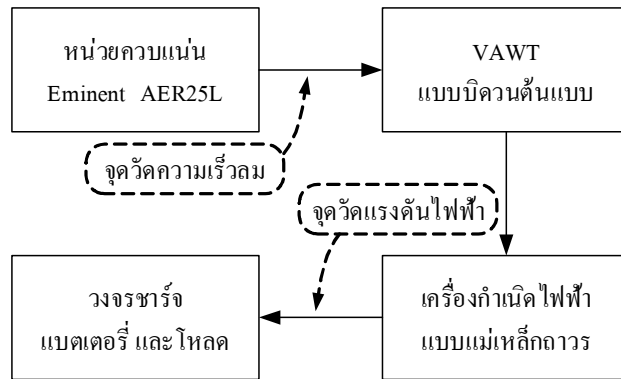 หน่วยควบแน่น
Eminent AER25L
VAWT
แบบบิดวนต้นแบบ
จุดวัดความเร็วลม
จุดวัดแรงดันไฟฟ้า
วงจรชาร์จ
แบตเตอรี่ และโหลด
เครื่องกำเนิดไฟฟ้า
แบบแม่เหล็กถาวร